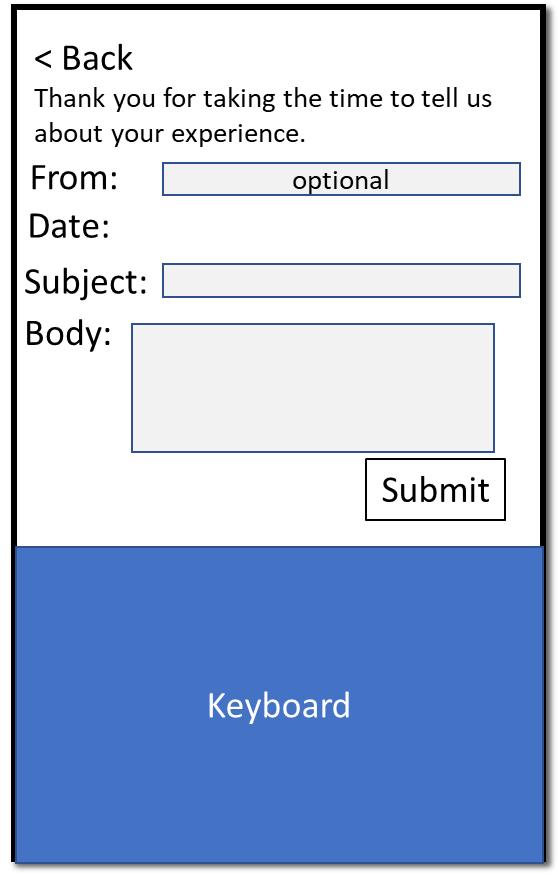 < Back
Thank you for taking the time to tell us
about your experience.
From: optional
Date:
Subject:
Body:
Submit
Keyboard